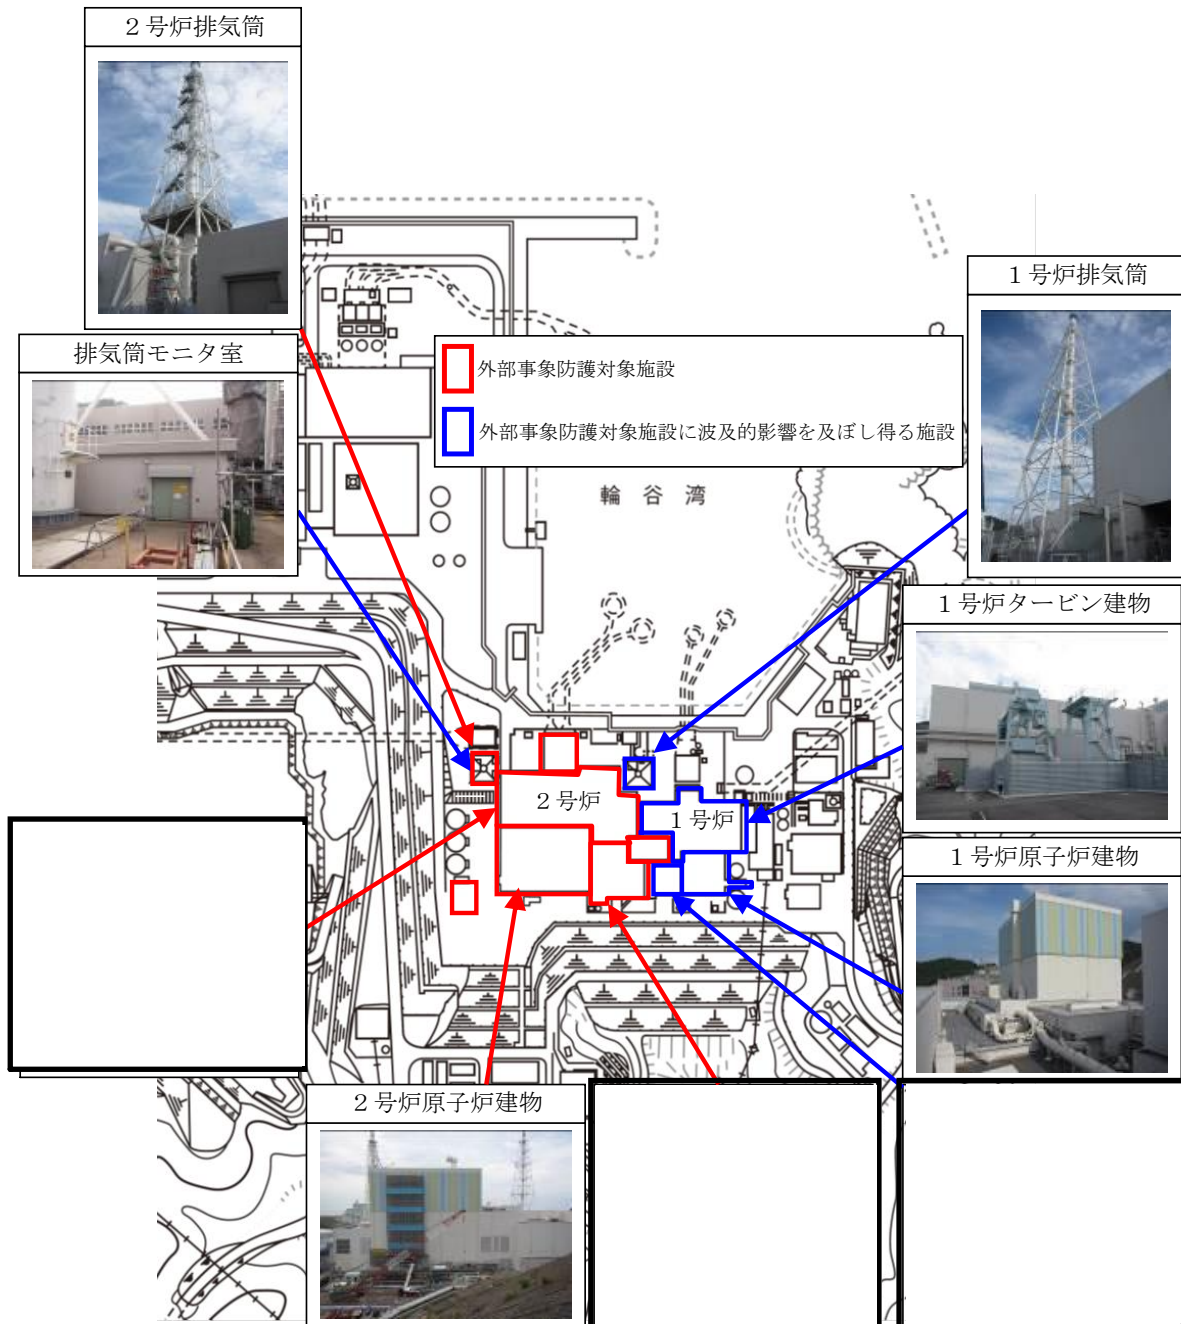 ２号炉排気筒
１号炉排気筒
排気筒モニタ室
外部事象防護対象施設
外部事象防護対象施設に波及的影響を及ぼし得る施設
輪谷湾
１号炉タービン建物
２号炉
１号炉
１号炉原子炉建物
２号炉原子炉建物